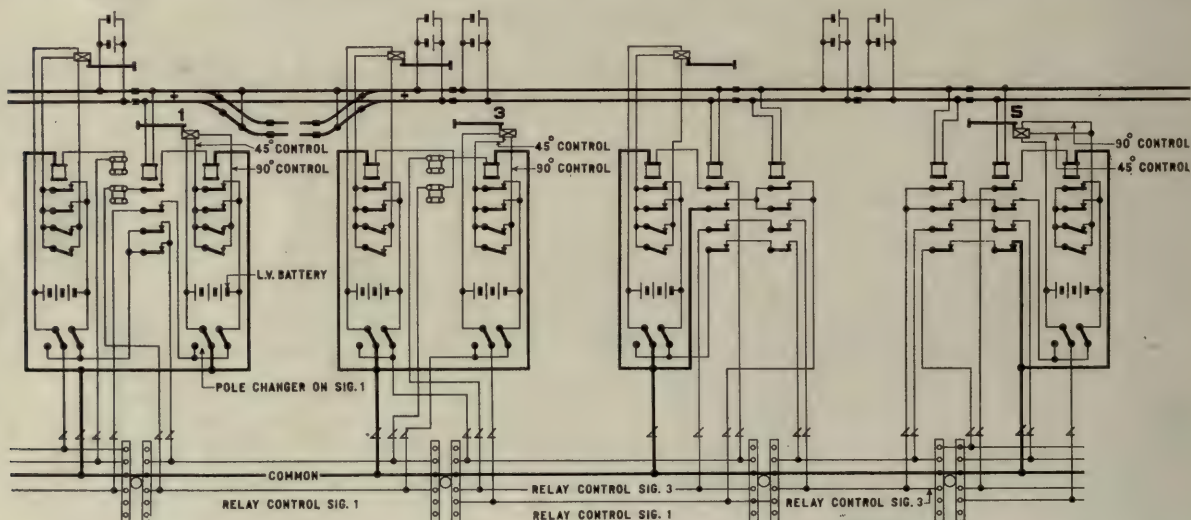 1
3
5
45° CONTROL
90° CONTROL
45° CONTROL
90° CONTROL
90° CONTROL
45° CONTROL
L.V. BATTERY
POLE CHANGER ON SIG. 1
COMMON
RELAY CONTROL SIG. 1
RELAY CONTROL SIG. 3
RELAY CONTROL SIG. 1
RELAY CONTROL SIG. 3
+
+